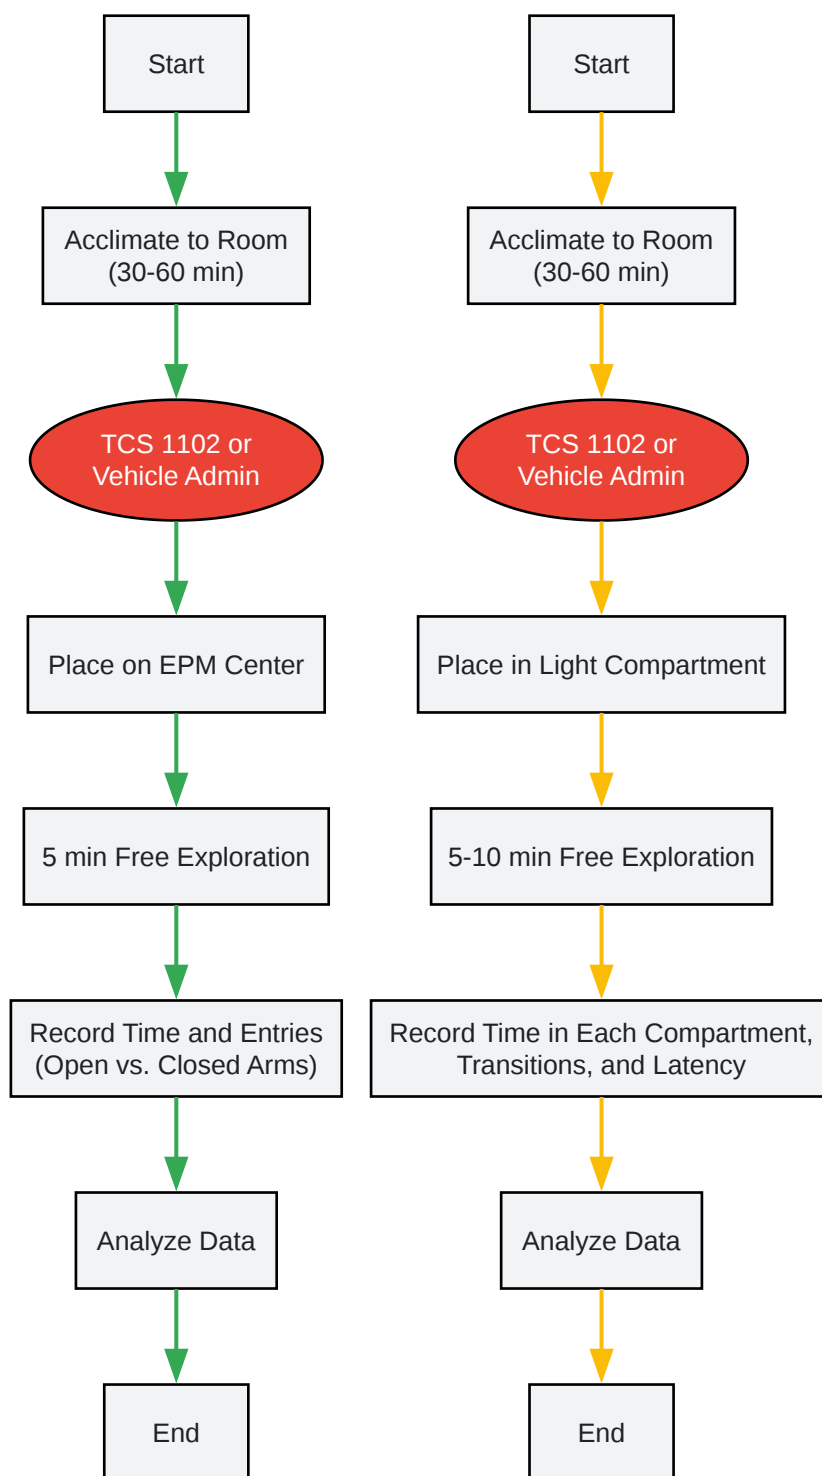 Start
Acclimate to Room
(30-60 min)
TCS 1102 or
Vehicle Admin
Place on EPM Center
5 min Free Exploration
Record Time and Entries
(Open vs. Closed Arms)
Analyze Data
End
Start
Acclimate to Room
(30-60 min)
TCS 1102 or
Vehicle Admin
Place in Light Compartment
5-10 min Free Exploration
Record Time in Each Compartment,
Transitions, and Latency
Analyze Data
End